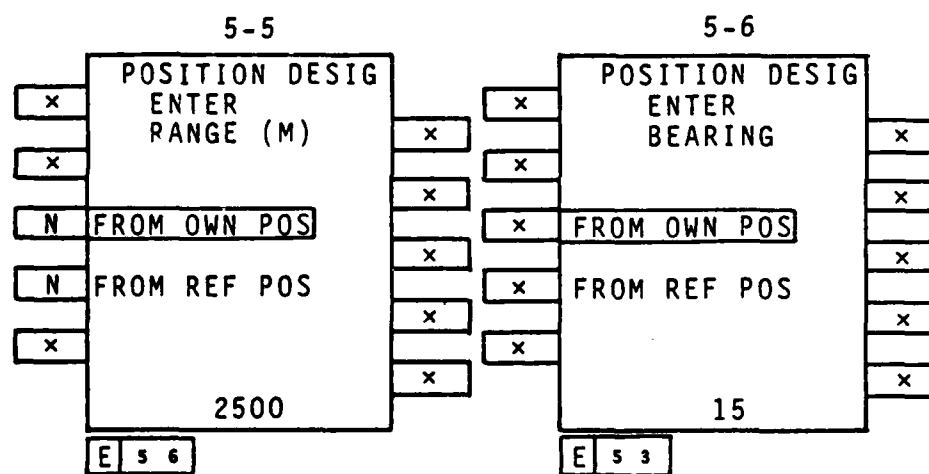 5-5
POSITION DESIG
ENTER
RANGE (M)
x
x
N FROM OWN POS
N FROM REF POS
x
x
x
x
x
x
2500
E 5 6
5-6
POSITION DESIG
ENTER
BEARING
x
x
x FROM OWN POS
x FROM REF POS
x
x
x
x
x
x
15
E 5 3